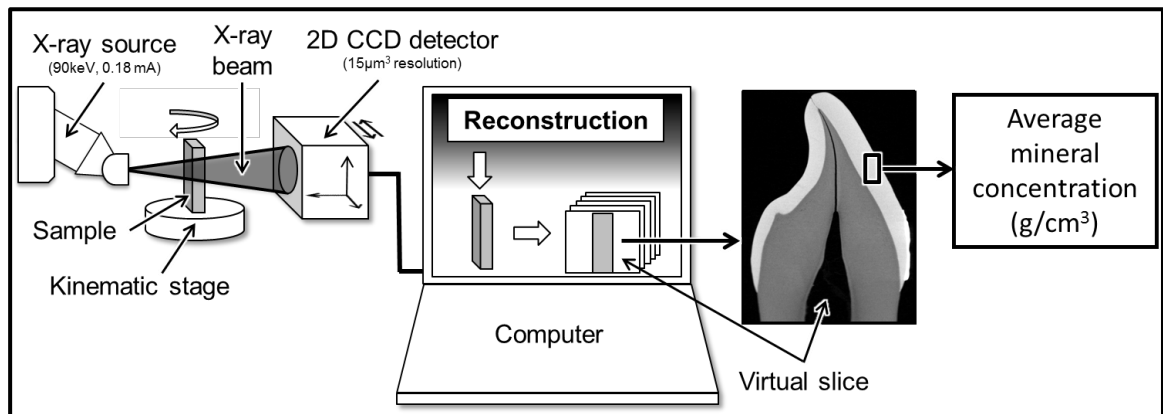 X-ray source
(90keV, 0.18 mA)
X-ray
beam
2D CCD detector
(15µm³ resolution)
Sample
Kinematic stage
Reconstruction
Computer
Virtual slice
Average
mineral
concentration
(g/cm³)